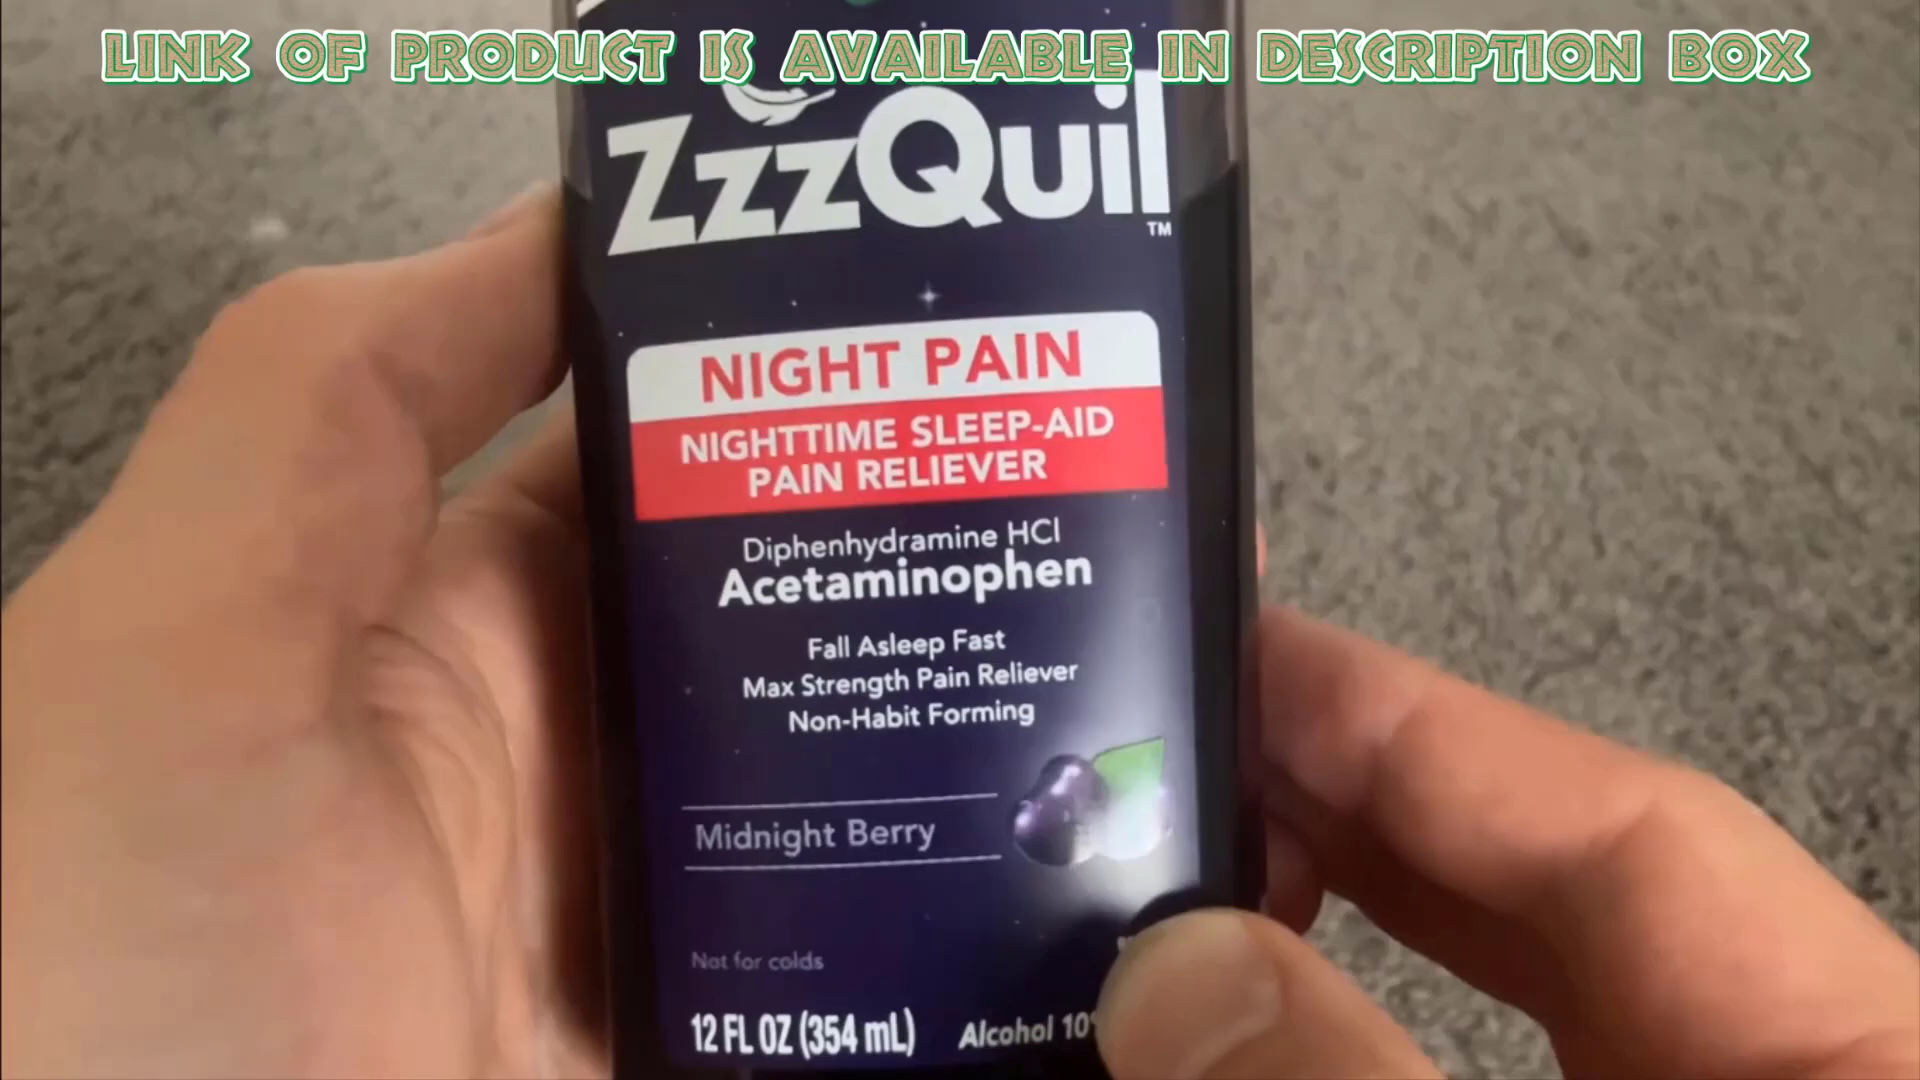 LINK OF PRODUCT IS AVAILABLE IN DESCRIPTION BOX
ZzzQuil
TM
NIGHT PAIN
NIGHTTIME SLEEP-AID
PAIN RELIEVER
Diphenhydramine HCl
Acetaminophen
Fall Asleep Fast
Max Strength Pain Reliever
Non-Habit Forming
Midnight Berry
Not for colds
12 FL OZ (354 mL) Alcohol 10